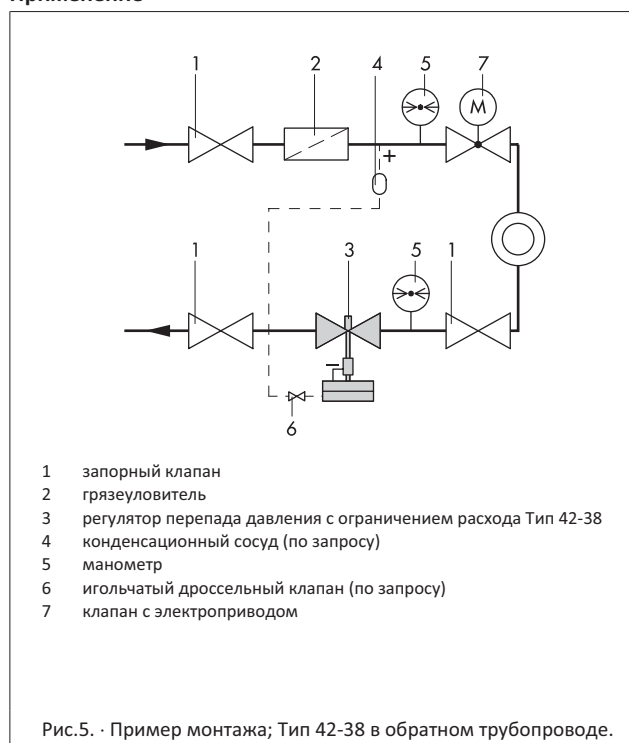 1 2 4 5 7
M
+
1 3 5 1
–
6
1 запорный клапан
2 грязеуловитель
3 регулятор перепада давления с ограничением расхода Тип 42-38
4 конденсационный сосуд (по запросу)
5 манометр
6 игольчатый дроссельный клапан (по запросу)
7 клапан с электроприводом
Рис.5. · Пример монтажа; Тип 42-38 в обратном трубопроводе.